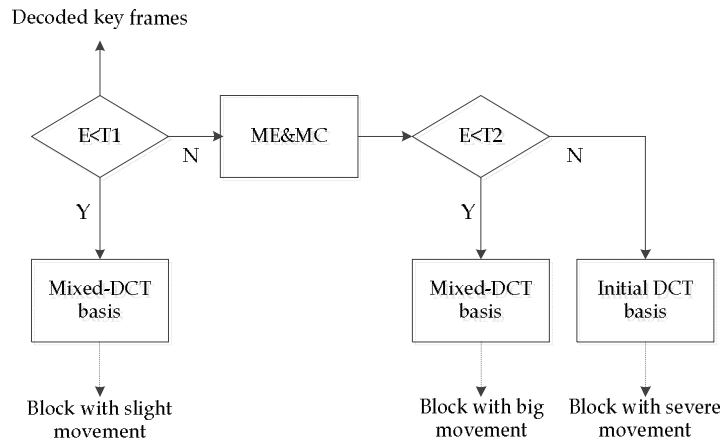 Decoded key frames
E<T1
N
ME&MC
E<T2
N
Y
Y
Mixed-DCT
basis
Mixed-DCT
basis
Initial DCT
basis
Block with slight
movement
Block with big
movement
Block with severe
movement